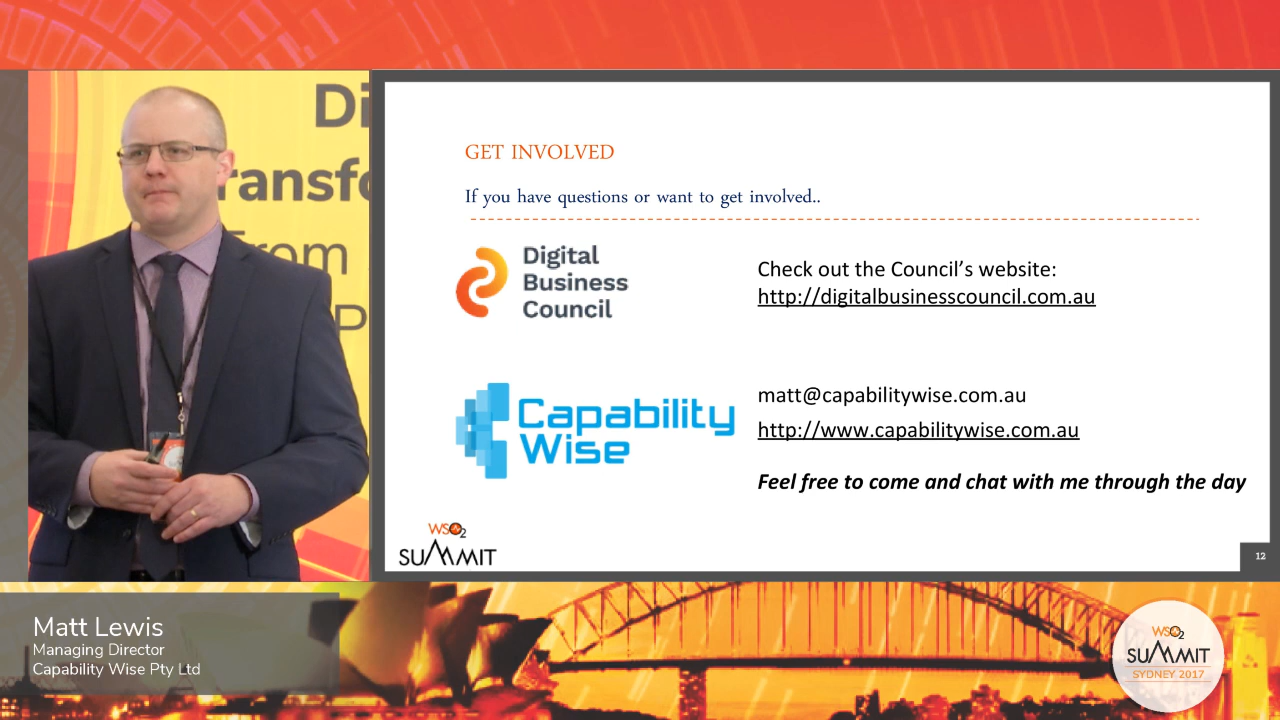 Di
ransfo
From
P
GET INVOLVED
If you have questions or want to get involved..
Digital
Business
Council
Check out the Council's website:
http://digitalbusinesscouncil.com.au
Capability
Wise
matt@capabilitywise.com.au
http://www.capabilitywise.com.au
Feel free to come and chat with me through the day
WSO2
SUMMIT
12
Matt Lewis
Managing Director
Capability Wise Pty Ltd
WSO2
SUMMIT
SYDNEY 2017